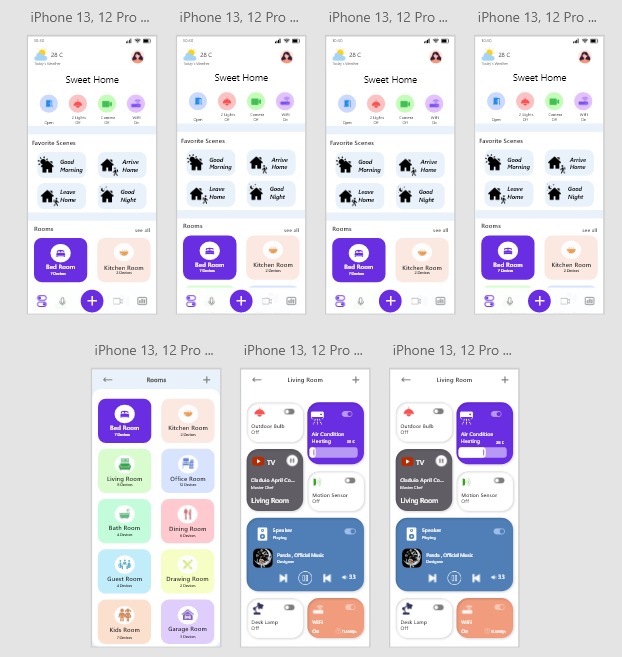 iPhone 13, 12 Pro ...
30:40
28 C
Today's Weather
Sweet Home
Open
2 Lights
Off
Camera
Off
WiFi
On
Favorite Scenes
Good
Morning
Arrive
Home
Leave
Home
Good
Night
Rooms
see all
Bed Room
7 Devices
Kitchen Room
2 Devices
iPhone 13, 12 Pro ...
30:40
28 C
Today's Weather
Sweet Home
Open
2 Lights
Off
Camera
Off
WiFi
On
Favorite Scenes
Good
Morning
Arrive
Home
Leave
Home
Good
Night
Rooms
see all
Bed Room
7 Devices
Kitchen Room
2 Devices
iPhone 13, 12 Pro ...
30:40
28 C
Today's Weather
Sweet Home
Open
2 Lights
Off
Camera
Off
WiFi
On
Favorite Scenes
Good
Morning
Arrive
Home
Leave
Home
Good
Night
Rooms
see all
Bed Room
7 Devices
Kitchen Room
2 Devices
iPhone 13, 12 Pro ...
30:40
28 C
Today's Weather
Sweet Home
Open
2 Lights
Off
Camera
Off
WiFi
On
Favorite Scenes
Good
Morning
Arrive
Home
Leave
Home
Good
Night
Rooms
see all
Bed Room
7 Devices
Kitchen Room
2 Devices
iPhone 13, 12 Pro ...
Rooms
Bed Room
7 Devices
Kitchen Room
2 Devices
Living Room
8 Devices
Office Room
12 Devices
Bath Room
4 Devices
Dining Room
6 Devices
Guest Room
4 Devices
Drawing Room
2 Devices
Kids Room
7 Devices
Garage Room
3 Devices
iPhone 13, 12 Pro ...
Living Room
Outdoor Bulb
Off
Air Condition
Heating
28 C
TV
Clafiulo April Co...
Master Chef
Living Room
Motion Sensor
Off
Speaker
Playing
Panda , Official Music
Designer
33
Desk Lamp
Off
WiFi
On
iPhone 13, 12 Pro ...
Living Room
Outdoor Bulb
Off
Air Condition
Heating
28 C
TV
Clafiulo April Co...
Master Chef
Living Room
Motion Sensor
Off
Speaker
Playing
Panda , Official Music
Designer
33
Desk Lamp
Off
WiFi
On